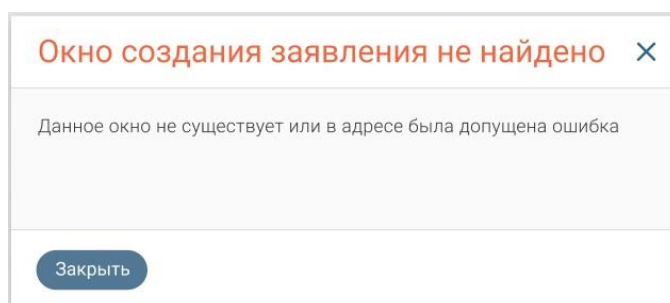 Окно создания заявления не найдено
Данное окно не существует или в адресе была допущена ошибка
Закрыть